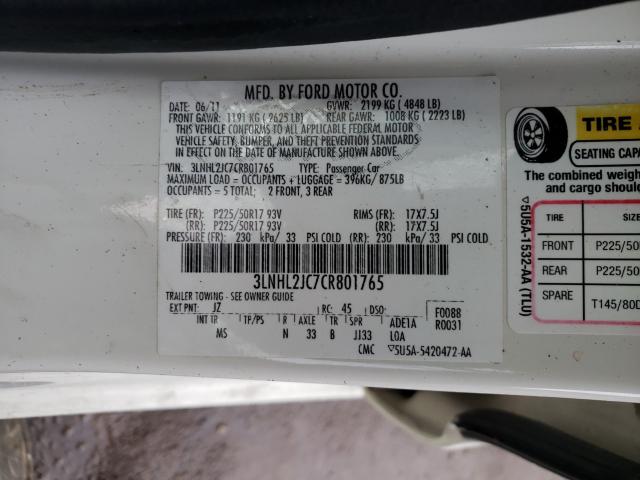 MFD. BY FORD MOTOR CO.
DATE: 06/11 GVWR: 2199 KG ( 4848 LB)
FRONT GAWR: 1191 KG (2625 LB) REAR GAWR: 1008 KG ( 2223 LB)
THIS VEHICLE CONFORMS TO ALL APPLICABLE FEDERAL MOTOR
VEHICLE SAFETY, BUMPER, AND THEFT PREVENTION STANDARDS
IN EFFECT ON THE DATE OF MANUFACTURE SHOWN ABOVE.
VIN: 3LNHL2JC7CR801765 TYPE: Passenger Car
MAXIMUM LOAD = OCCUPANTS + LUGGAGE = 396KG/ 875LB
OCCUPANTS = 5 TOTAL; 2 FRONT, 3 REAR
TIRE (FR): P225/50R17 93V RIMS (FR): 17X7.5J
(RR): P225/50R17 93V (RR): 17X7.5J
PRESSURE (FR): 230 kPa/ 33 PSI COLD (RR): 230 kPa/ 33 PSI COLD
3LNHL2JC7CR801765
TRAILER TOWING - SEE OWNER GUIDE
EXT PNT: JZ RC: 45 DSO: F0088
INT TR TP/PS R AXLE TR SPR ADE1A R0031
MS N 33 B JJ33 LOA
CMC ▽5U5A-5420472-AA
TIRE
SEATING CAPA
The combined weigh
and cargo should
TIRE SIZE
FRONT P225/50
REAR P225/50
SPARE T145/80D
▽5U5A-1532-AA (TLU)